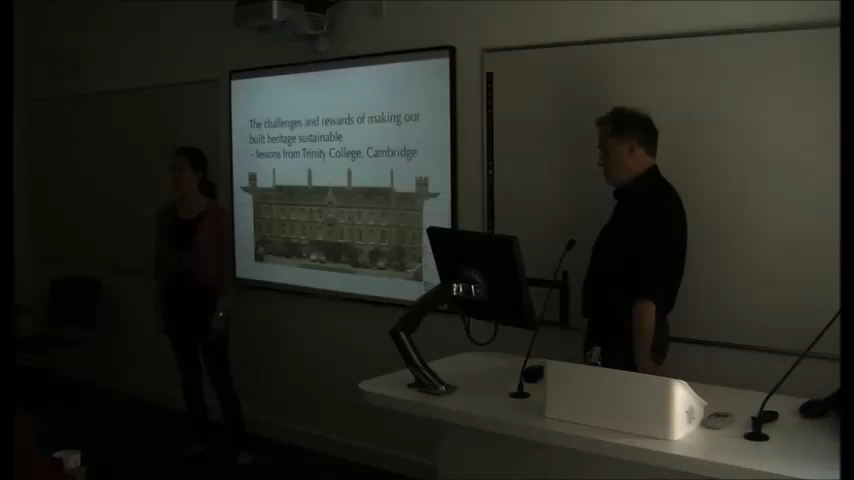 The challenges and rewards of making our
built heritage sustainable
– lessons from Trinity College, Cambridge